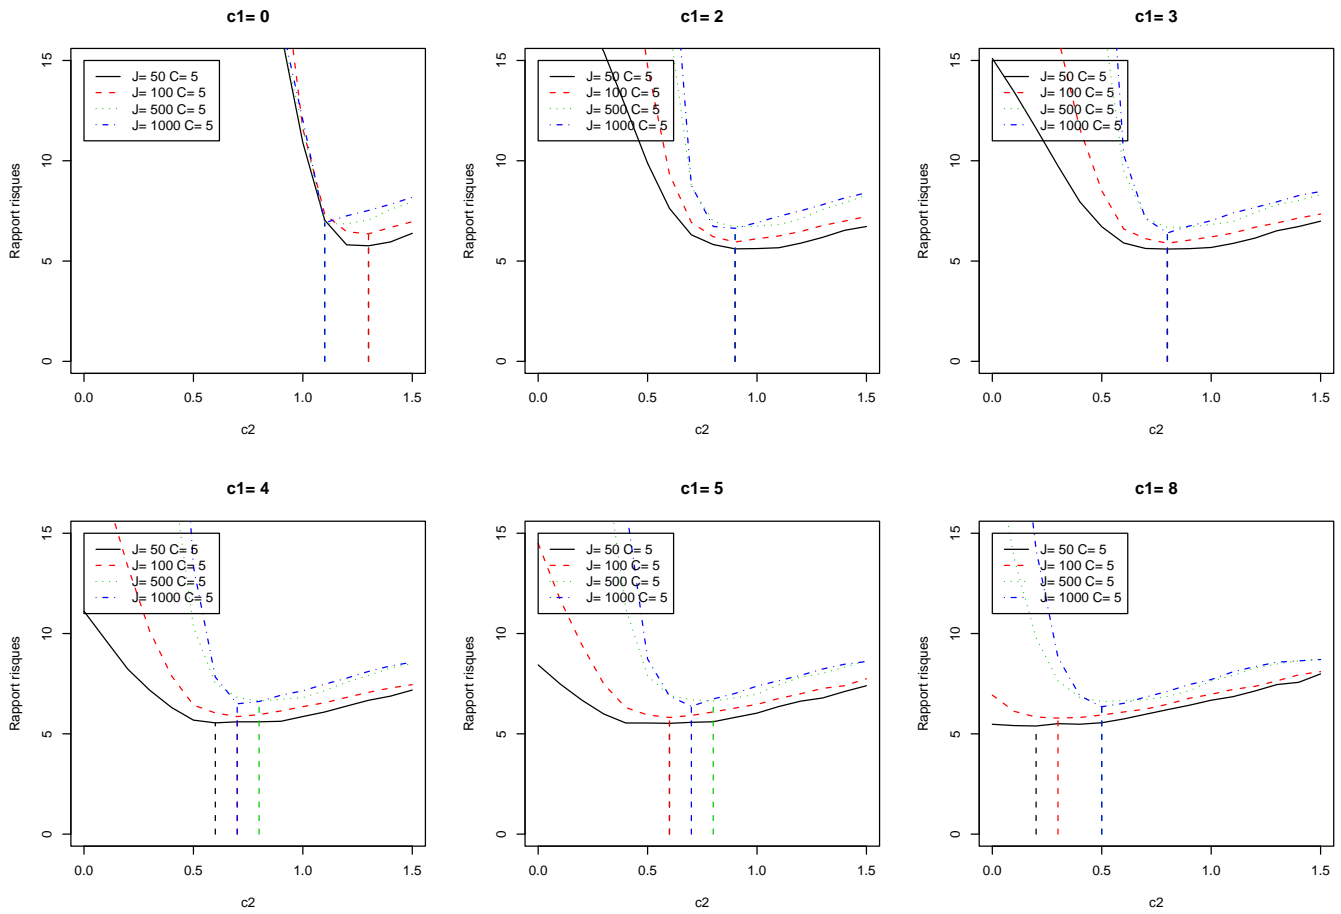 c1= 0
Rapport risques
15
10
5
0
J= 50 C= 5
J= 100 C= 5
J= 500 C= 5
J= 1000 C= 5
0.0 0.5 1.0 1.5
c2
c1= 2
Rapport risques
15
10
5
0
J= 50 C= 5
J= 100 C= 5
J= 500 C= 5
J= 1000 C= 5
0.0 0.5 1.0 1.5
c2
c1= 3
Rapport risques
15
10
5
0
J= 50 C= 5
J= 100 C= 5
J= 500 C= 5
J= 1000 C= 5
0.0 0.5 1.0 1.5
c2
c1= 4
Rapport risques
15
10
5
0
J= 50 C= 5
J= 100 C= 5
J= 500 C= 5
J= 1000 C= 5
0.0 0.5 1.0 1.5
c2
c1= 5
Rapport risques
15
10
5
0
J= 50 C= 5
J= 100 C= 5
J= 500 C= 5
J= 1000 C= 5
0.0 0.5 1.0 1.5
c2
c1= 8
Rapport risques
15
10
5
0
J= 50 C= 5
J= 100 C= 5
J= 500 C= 5
J= 1000 C= 5
0.0 0.5 1.0 1.5
c2